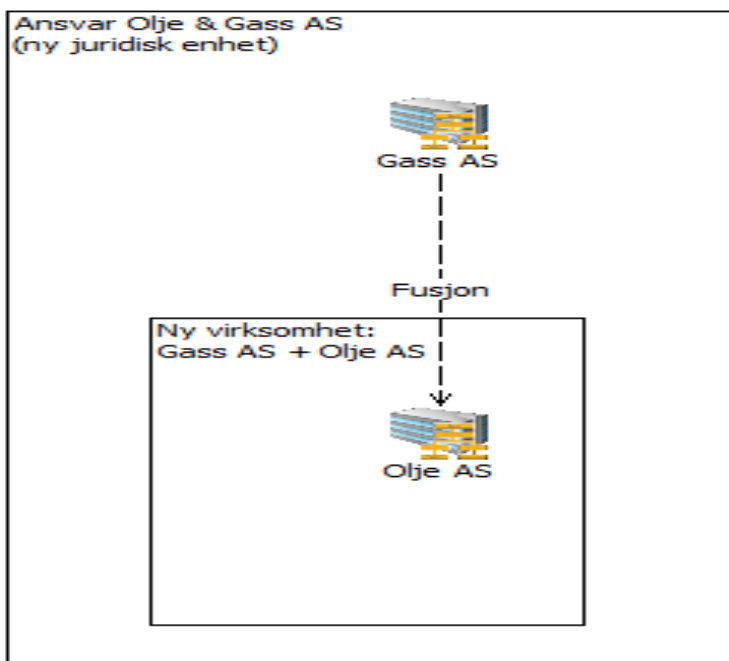 Ansvar Olje & Gass AS
(ny juridisk enhet)
Gass AS
Fusjon
Ny virksomhet:
Gass AS + Olje AS
Olje AS